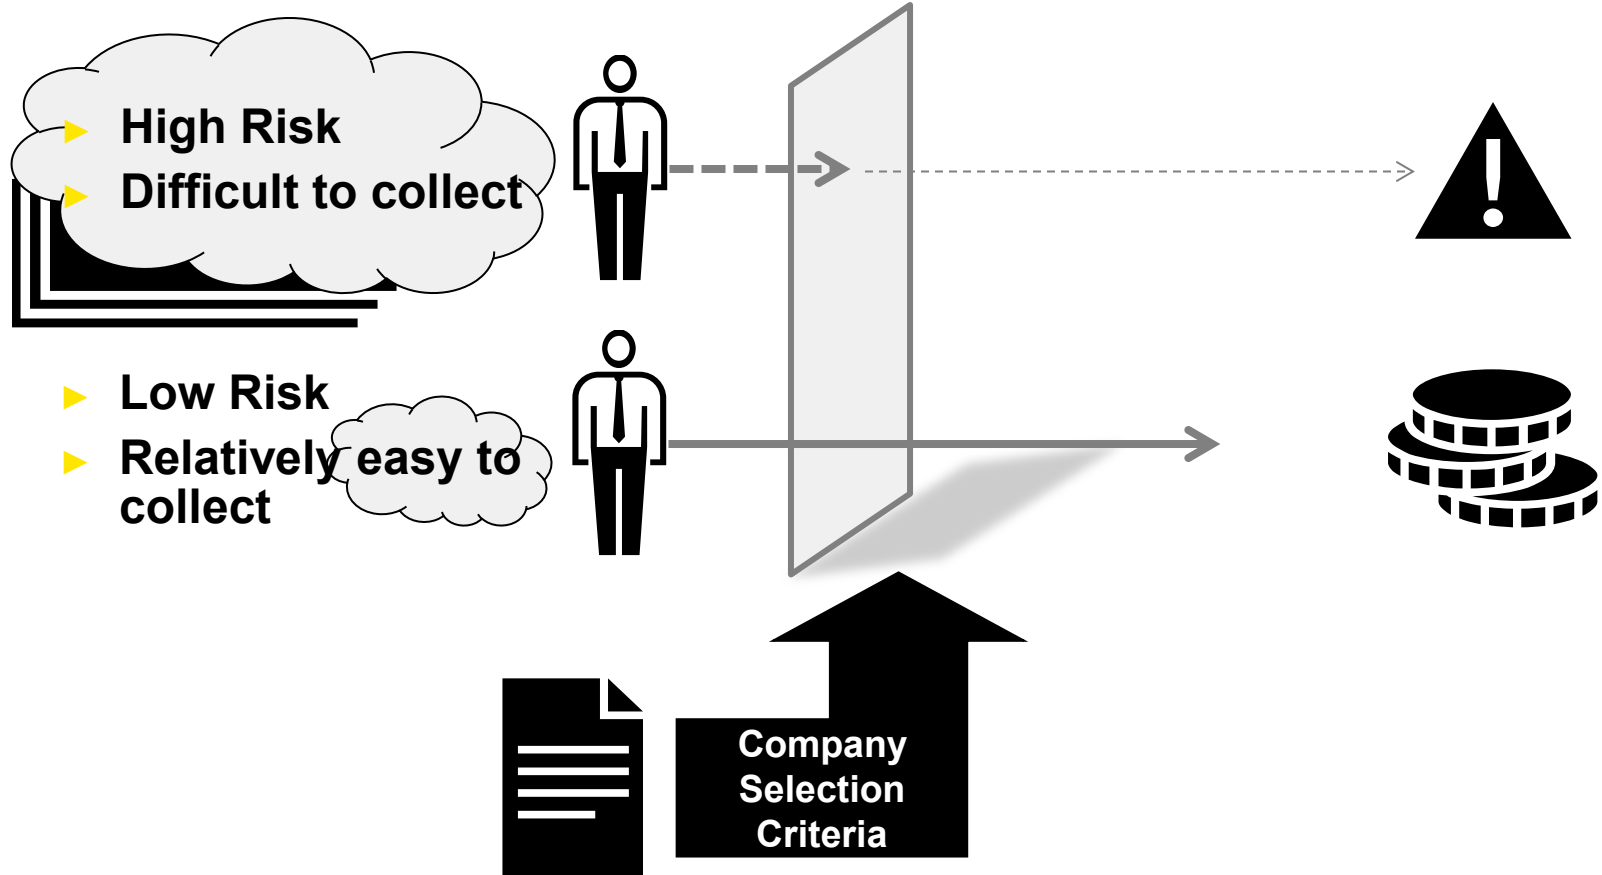 High Risk
Difficult to collect
Low Risk
Relatively easy to
collect
Company
Selection
Criteria